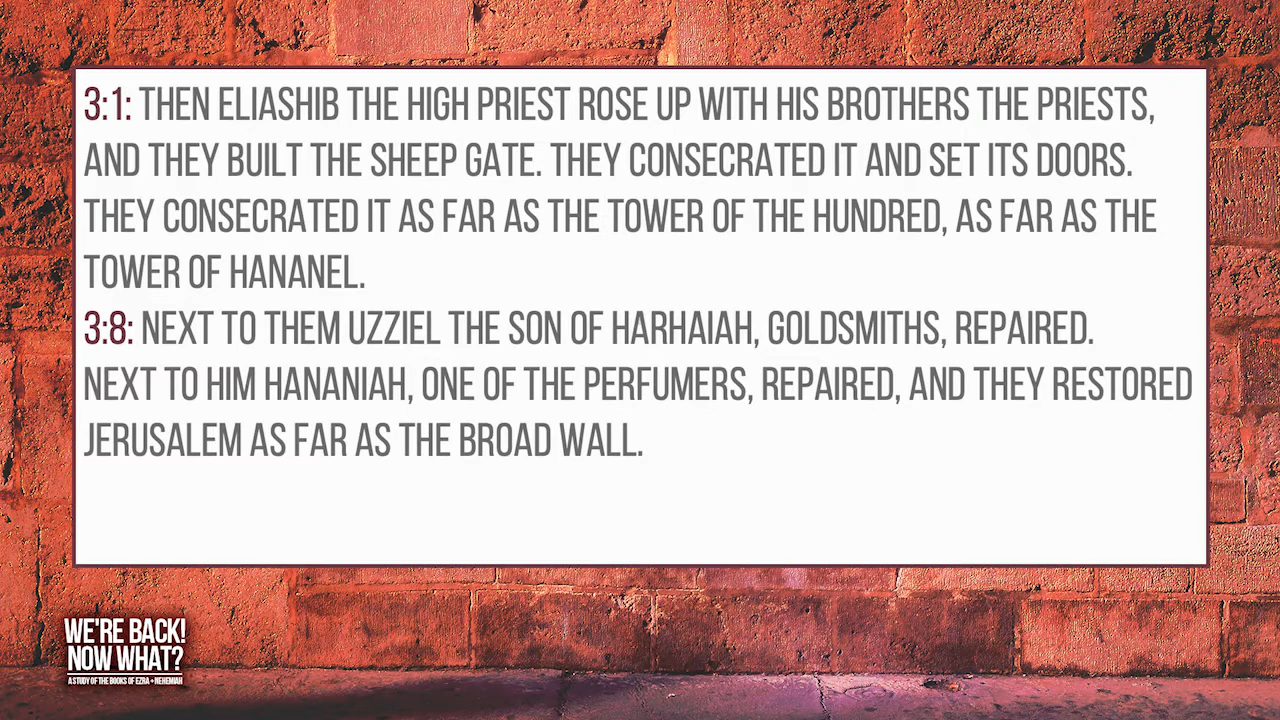 3:1: THEN ELIASHIB THE HIGH PRIEST ROSE UP WITH HIS BROTHERS THE PRIESTS,
AND THEY BUILT THE SHEEP GATE. THEY CONSECRATED IT AND SET ITS DOORS.
THEY CONSECRATED IT AS FAR AS THE TOWER OF THE HUNDRED, AS FAR AS THE
TOWER OF HANANEL.
3:8: NEXT TO THEM UZZIEL THE SON OF HARHAIAH, GOLDSMITHS, REPAIRED.
NEXT TO HIM HANANIAH, ONE OF THE PERFUMERS, REPAIRED, AND THEY RESTORED
JERUSALEM AS FAR AS THE BROAD WALL.
WE'RE BACK!
NOW WHAT?
A STUDY OF THE BOOKS OF EZRA + NEHEMIAH